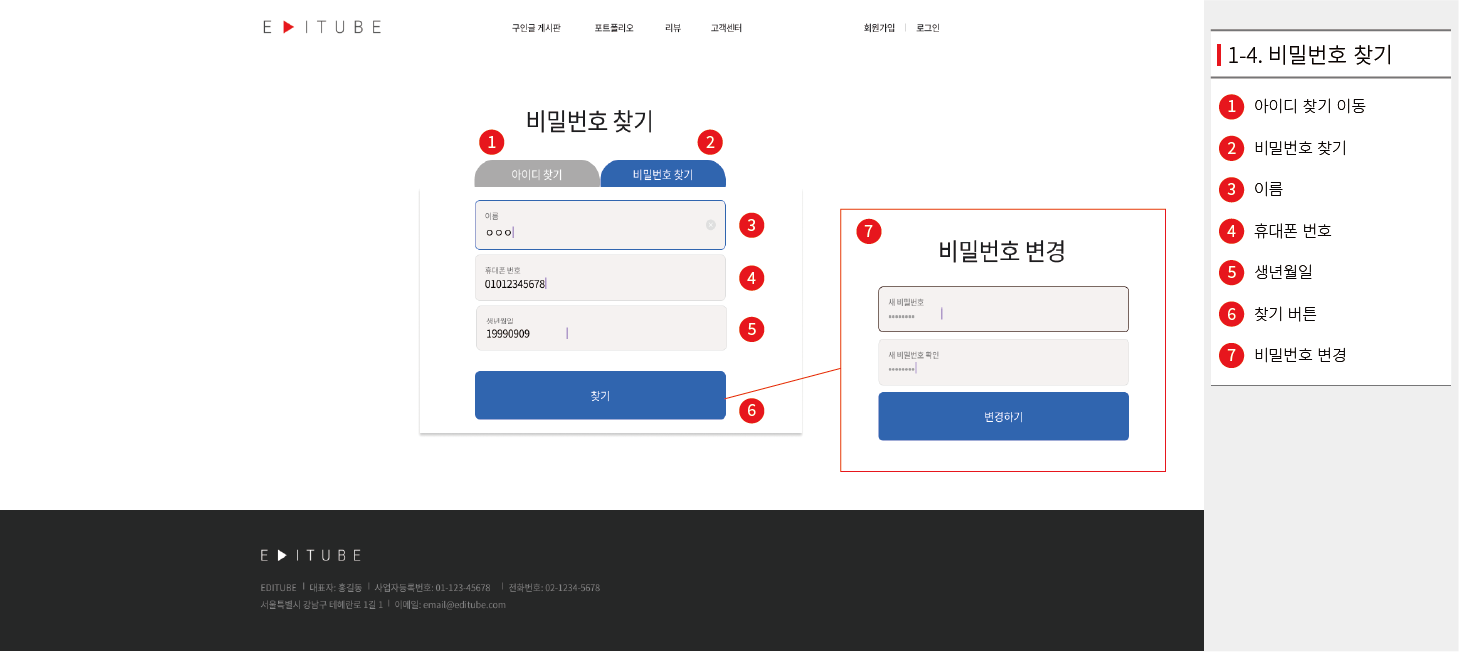 E▶ITUBE
구인글 게시판 포트폴리오 리뷰 고객센터 회원가입 | 로그인
비밀번호 찾기
1 2
아이디 찾기 비밀번호 찾기
이름
ㅇㅇㅇ
3
휴대폰 번호
01012345678
4
생년월일
19990909
5
찾기
6
7
비밀번호 변경
새 비밀번호
••••••••
새 비밀번호 확인
••••••••
변경하기
1-4. 비밀번호 찾기
1 아이디 찾기 이동
2 비밀번호 찾기
3 이름
4 휴대폰 번호
5 생년월일
6 찾기 버튼
7 비밀번호 변경
E▶ITUBE
EDITUBE | 대표자: 홍길동 | 사업자등록번호: 01-123-45678 | 전화번호: 02-1234-5678
서울특별시 강남구 테헤란로 1길 1 | 이메일: email@editube.com